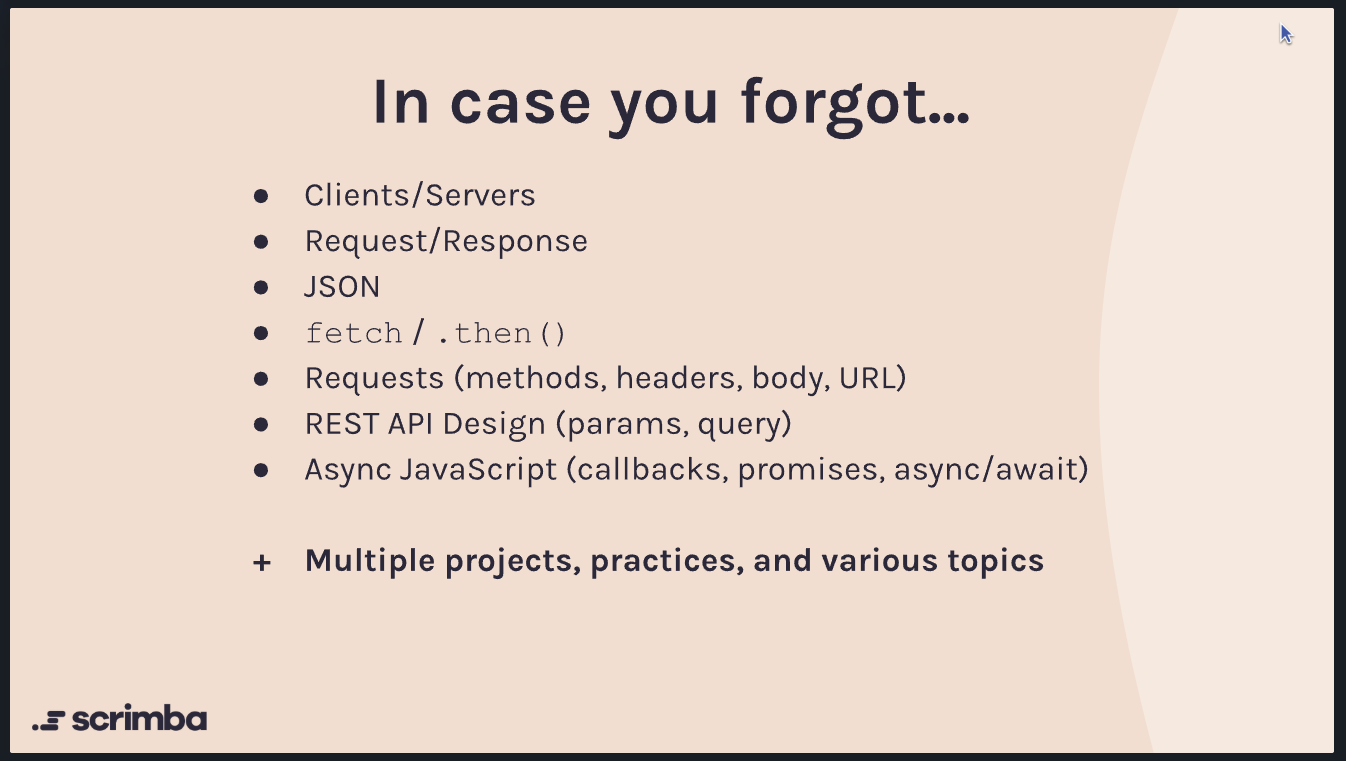 In case you forgot...
● Clients/Servers
● Request/Response
● JSON
● fetch / .then()
● Requests (methods, headers, body, URL)
● REST API Design (params, query)
● Async JavaScript (callbacks, promises, async/await)
+ Multiple projects, practices, and various topics
scrimba